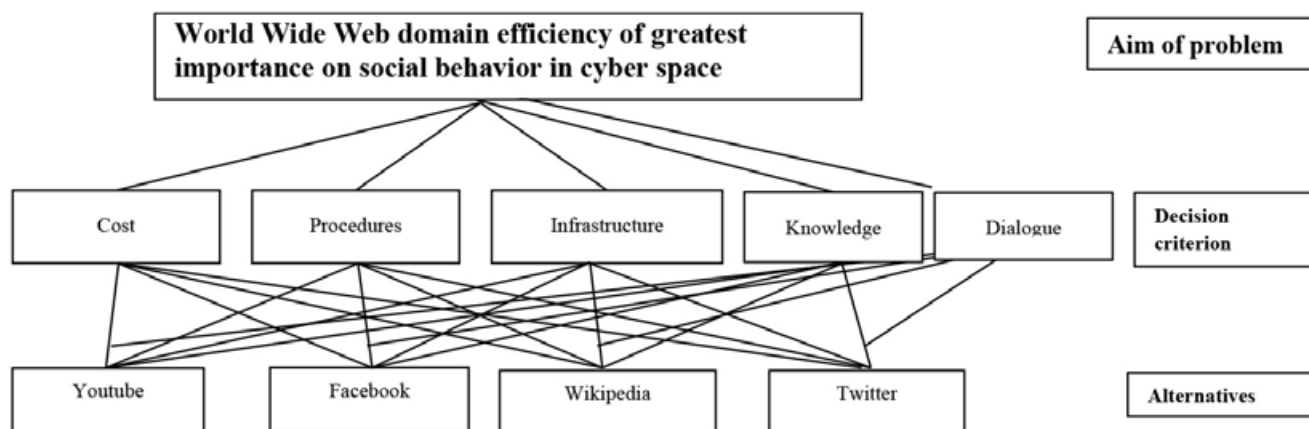 World Wide Web domain efficiency of greatest
importance on social behavior in cyber space
Aim of problem
Cost
Procedures
Infrastructure
Knowledge
Dialogue
Decision
criterion
Youtube
Facebook
Wikipedia
Twitter
Alternatives